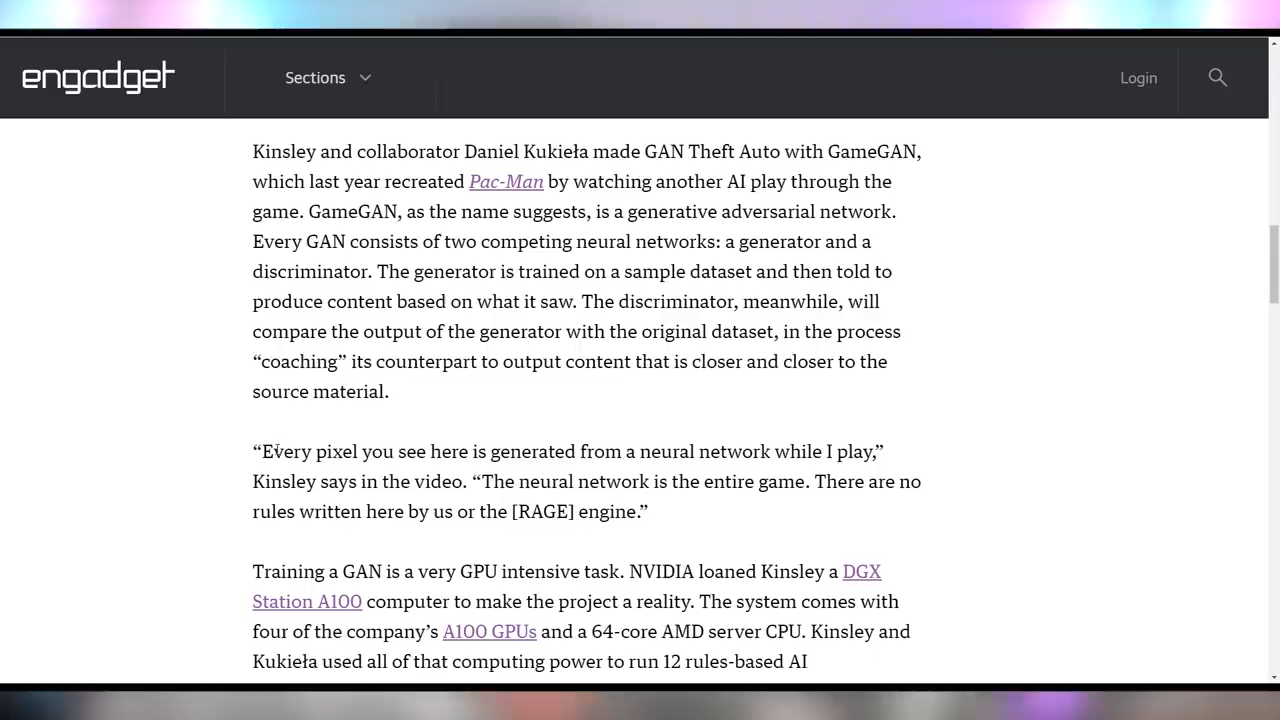 engadget
Sections
Login
Kinsley and collaborator Daniel Kukieła made GAN Theft Auto with GameGAN,
which last year recreated Pac-Man by watching another AI play through the
game. GameGAN, as the name suggests, is a generative adversarial network.
Every GAN consists of two competing neural networks: a generator and a
discriminator. The generator is trained on a sample dataset and then told to
produce content based on what it saw. The discriminator, meanwhile, will
compare the output of the generator with the original dataset, in the process
“coaching” its counterpart to output content that is closer and closer to the
source material.
“Every pixel you see here is generated from a neural network while I play,”
Kinsley says in the video. “The neural network is the entire game. There are no
rules written here by us or the [RAGE] engine.”
Training a GAN is a very GPU intensive task. NVIDIA loaned Kinsley a DGX
Station A100 computer to make the project a reality. The system comes with
four of the company’s A100 GPUs and a 64-core AMD server CPU. Kinsley and
Kukieła used all of that computing power to run 12 rules-based AI